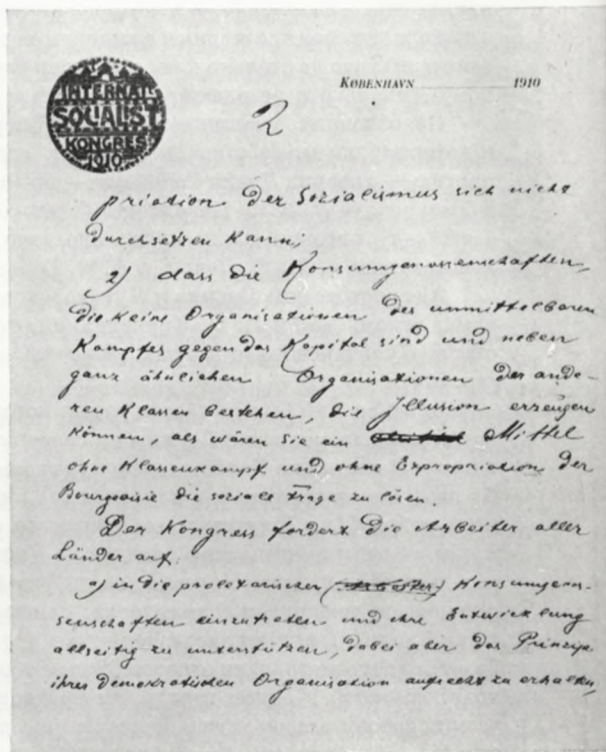 INTERNAT.
SOCIALIST
KONGRES
1910
KØBENHAVN 1910
2
priation der Sozialismus sich nicht
durchsetzen kann;
2) dass die Konsumgenossenschaften,
die keine Organisationen des unmittelbaren
Kampfes gegen das Kapital sind und neben
ganz ähnlichen Organisationen der ande-
ren Klassen bestehen, die Illusion erzeugen
können, als wären sie ein Mittel
ohne Klassenkampf und ohne Expropriation der
Bourgeoisie die soziale Frage zu lösen.
Der Kongress fordert die Arbeiter aller
Länder auf:
a) in die proletarischen (Arbeiter) Konsumgenos-
senschaften einzutreten und ihre Entwicklung
allseitig zu unterstützen, dabei aber das Prinzip
ihrer demokratischen Organisation aufrecht zu erhalten,